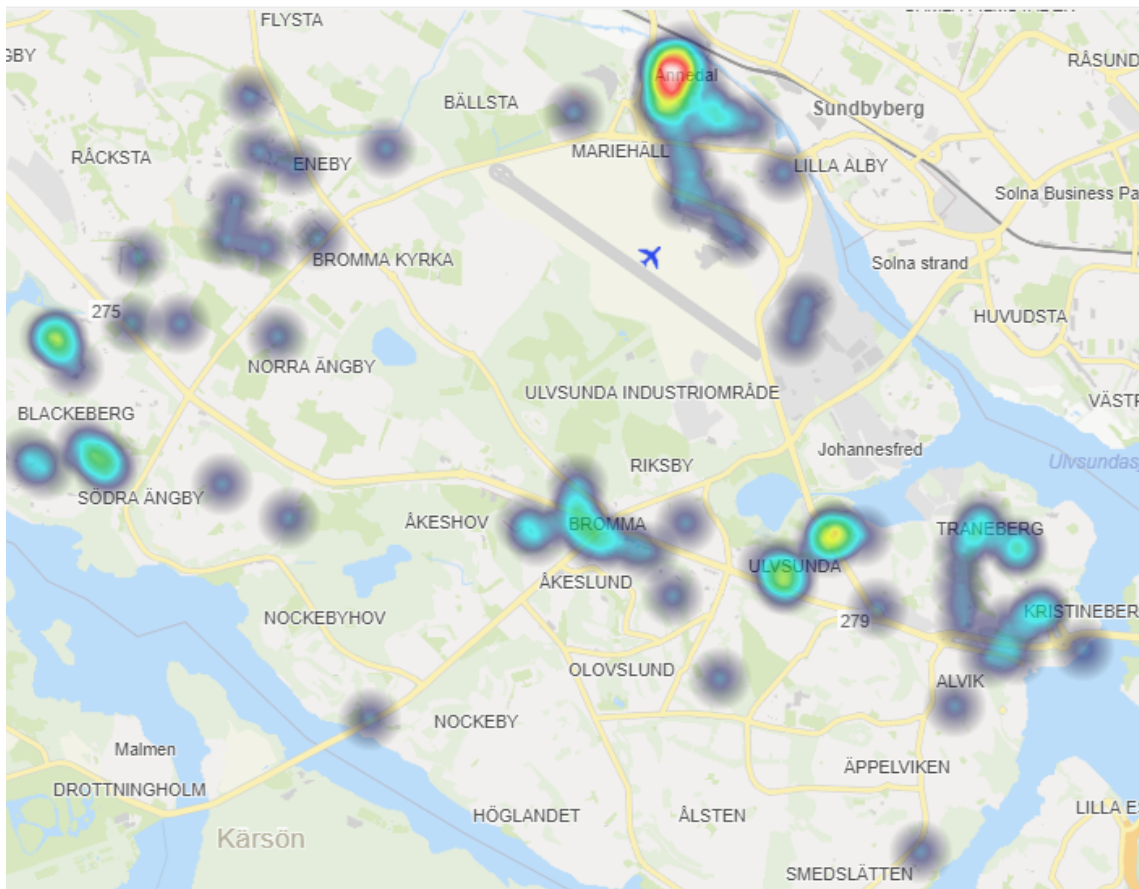 FLYSTA
RÅSUND
BÄLLSTA
Annedal
Sundbyberg
RÅCKSTA
ENEBY
MARIEHÄLL
LILLA ALBY
Solna Business Pa
BROMMA KYRKA
Solna strand
275
HUVUDSTA
NORRA ÄNGBY
ULVSUNDA INDUSTRIOMRÅDE
VÄSTR
BLACKEBERG
Johannesfred
RIKSBY
Ulvsundas
SÖDRA ÄNGBY
ÅKESHOV
BROMMA
TRANEBERG
ULVSUNDA
ÅKESLUND
NOCKEBYHOV
KRISTINEBER
279
OLOVSLUND
ALVIK
NOCKEBY
Malmen
ÄPPELVIKEN
DROTTNINGHOLM
HÖGLANDET
ÅLSTEN
LILLA E
Kärsön
SMEDSLÄTTEN